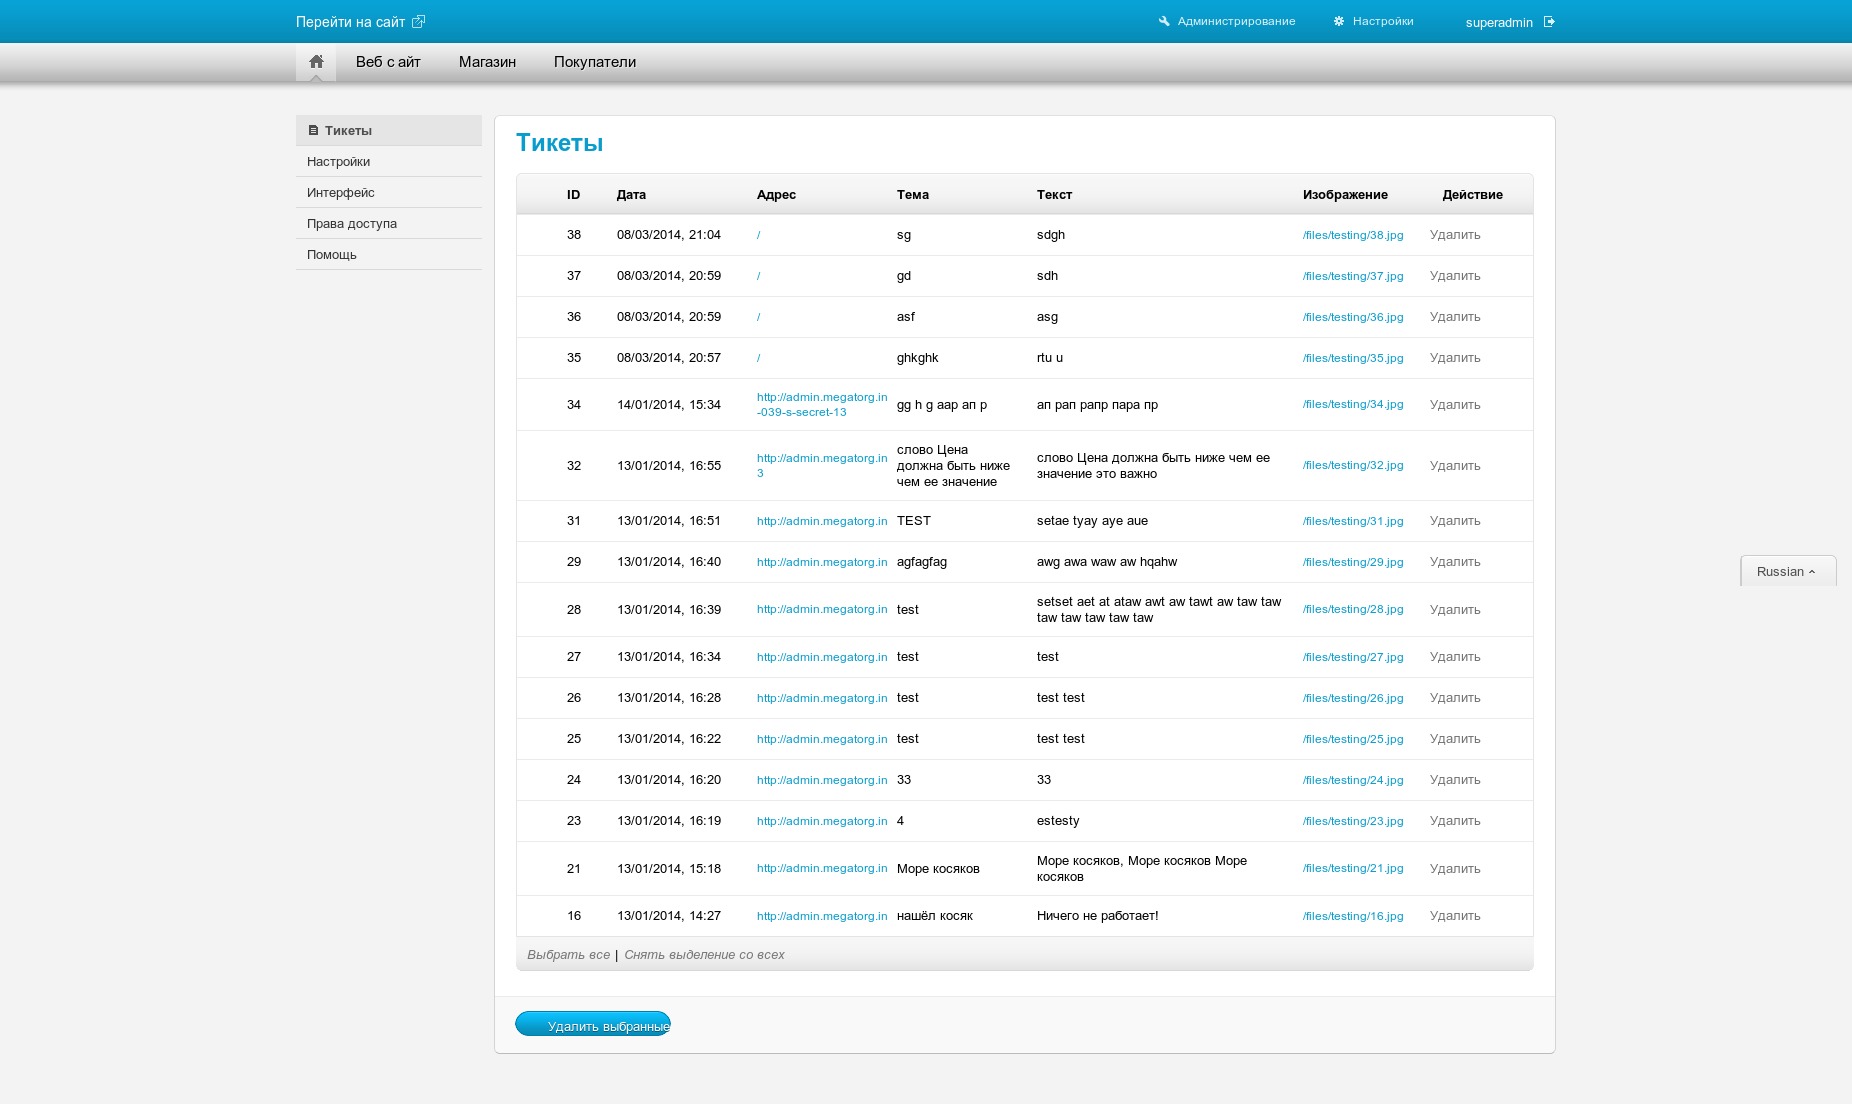 Перейти на сайт
Администрирование
Настройки
superadmin
Веб сайт
Магазин
Покупатели
Тикеты
Настройки
Интерфейс
Права доступа
Помощь
Тикеты
ID Дата Адрес Тема Текст Изображение Действие
38 08/03/2014, 21:04 / sg sdgh /files/testing/38.jpg Удалить
37 08/03/2014, 20:59 / gd sdh /files/testing/37.jpg Удалить
36 08/03/2014, 20:59 / asf asg /files/testing/36.jpg Удалить
35 08/03/2014, 20:57 / ghkghk rtu u /files/testing/35.jpg Удалить
34 14/01/2014, 15:34 http://admin.megatorg.in
-039-s-secret-13 gg h g аар ап р ап рап рапр пара пр /files/testing/34.jpg Удалить
32 13/01/2014, 16:55 http://admin.megatorg.in
3 слово Цена
должна быть ниже
чем ее значение слово Цена должна быть ниже чем ее
значение это важно /files/testing/32.jpg Удалить
31 13/01/2014, 16:51 http://admin.megatorg.in TEST setae tyay aye aue /files/testing/31.jpg Удалить
29 13/01/2014, 16:40 http://admin.megatorg.in agfagfag awg awa waw aw hqahw /files/testing/29.jpg Удалить
28 13/01/2014, 16:39 http://admin.megatorg.in test setset aet at ataw awt aw tawt aw taw taw
taw taw taw taw taw /files/testing/28.jpg Удалить
27 13/01/2014, 16:34 http://admin.megatorg.in test test /files/testing/27.jpg Удалить
26 13/01/2014, 16:28 http://admin.megatorg.in test test test /files/testing/26.jpg Удалить
25 13/01/2014, 16:22 http://admin.megatorg.in test test test /files/testing/25.jpg Удалить
24 13/01/2014, 16:20 http://admin.megatorg.in 33 33 /files/testing/24.jpg Удалить
23 13/01/2014, 16:19 http://admin.megatorg.in 4 estesty /files/testing/23.jpg Удалить
21 13/01/2014, 15:18 http://admin.megatorg.in Море косяков Море косяков, Море косяков Море
косяков /files/testing/21.jpg Удалить
16 13/01/2014, 14:27 http://admin.megatorg.in нашёл косяк Ничего не работает! /files/testing/16.jpg Удалить
Выбрать все | Снять выделение со всех
Удалить выбранные
Russian